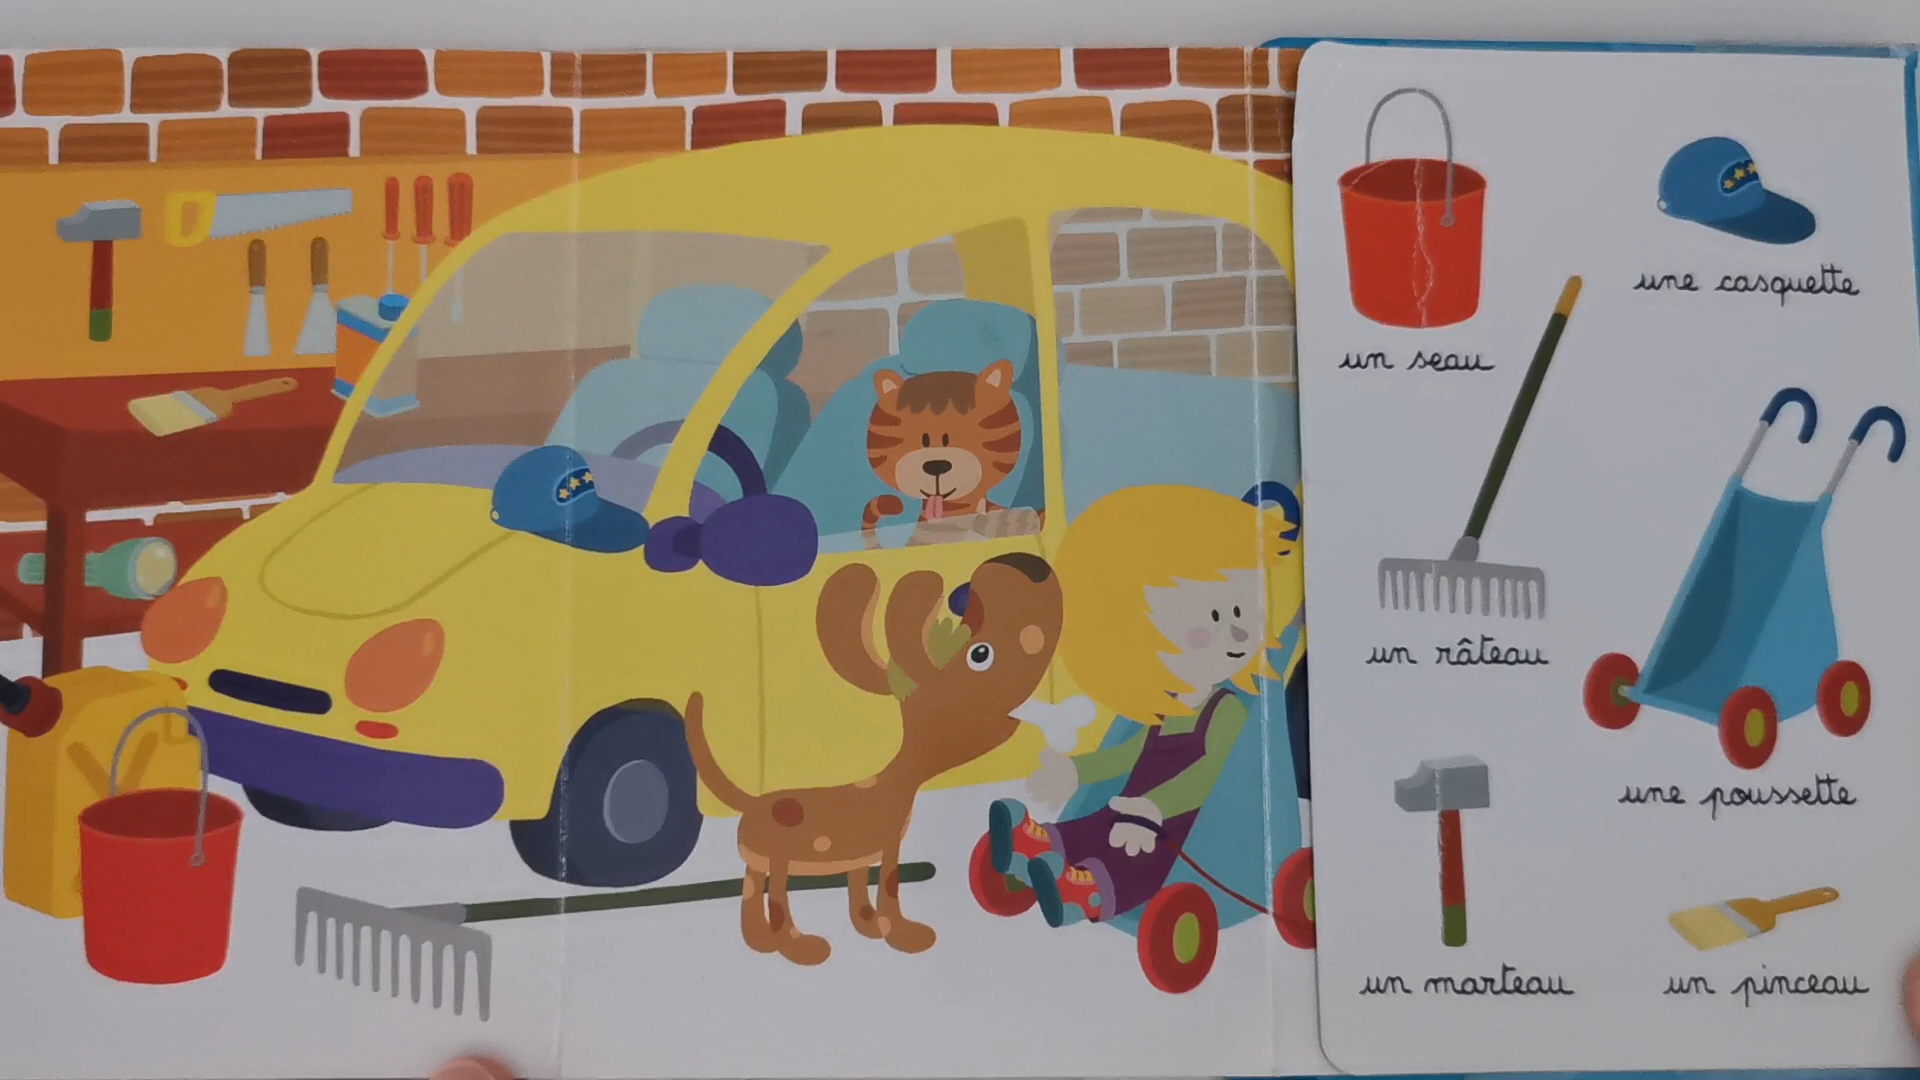 une casquette
un seau
un râteau
une poussette
un marteau
un pinceau